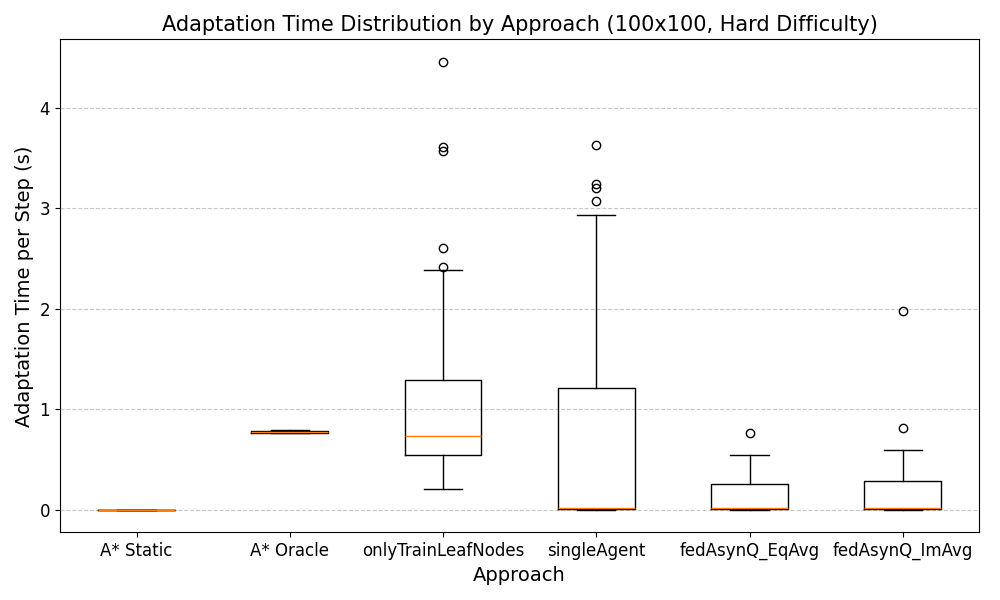 Adaptation Time Distribution by Approach (100x100, Hard Difficulty)
Adaptation Time per Step (s)
4
3
2
1
0
A* Static
A* Oracle
onlyTrainLeafNodes
singleAgent
fedAsynQ_EqAvg
fedAsynQ_ImAvg
Approach